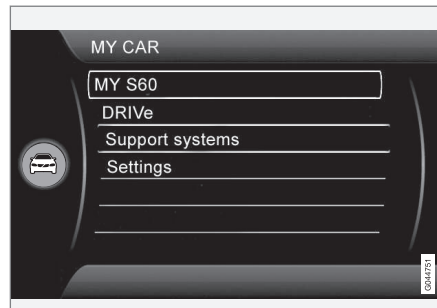 MY CAR
MY S60
DRIVe
Support systems
Settings
G044751